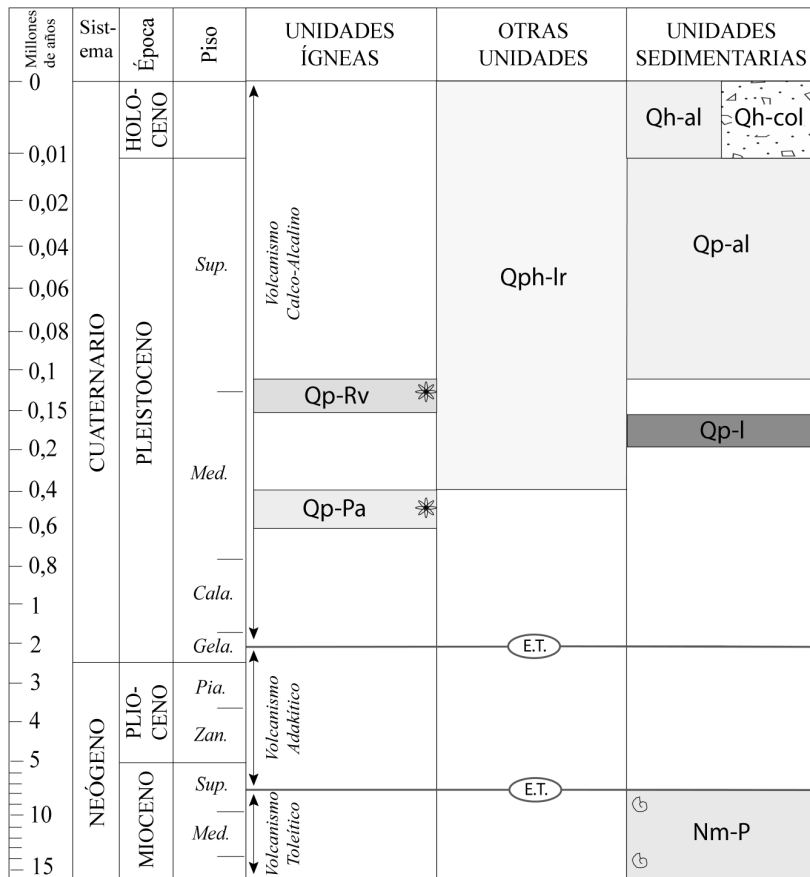 Millones
de años
Sist-
ema
Época
Piso
UNIDADES
ÍGNEAS
OTRAS
UNIDADES
UNIDADES
SEDIMENTARIAS
0
0,01
0,02
0,04
0,06
0,08
0,1
0,15
0,2
0,4
0,6
0,8
1
2
3
4
5
10
15
CUATERNARIO
NEÓGENO
HOLO-
CENO
PLEISTOCENO
PLIO-
CENO
MIOCENO
Sup.
Med.
Cala.
Gela.
Pia.
Zan.
Sup.
Med.
Volcanismo
Calco-Alcalino
Volcanismo
Adakítico
Volcanismo
Toleítico
Qp-Rv
Qp-Pa
Qph-lr
E.T.
E.T.
Qh-al
Qh-col
Qp-al
Qp-l
Nm-P